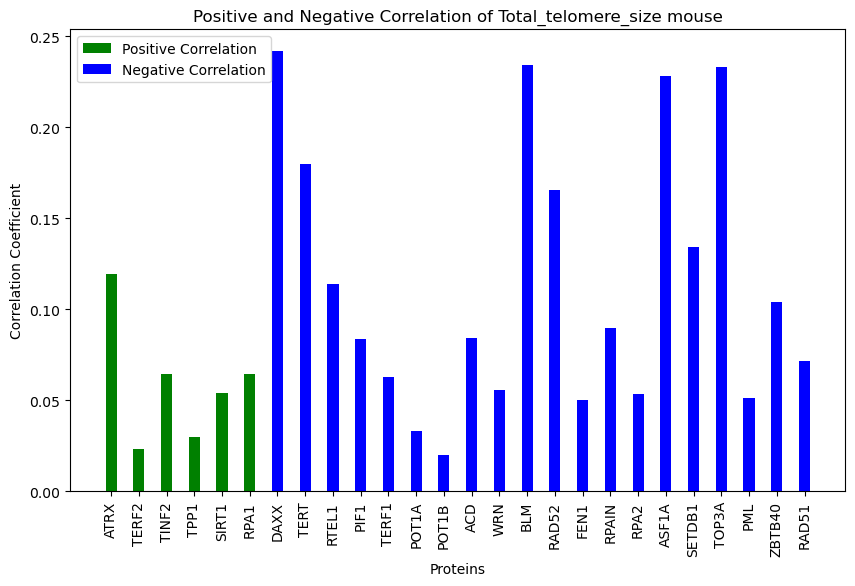 Positive and Negative Correlation of Total_telomere_size mouse
Positive Correlation
Negative Correlation
Correlation Coefficient
0.25
0.20
0.15
0.10
0.05
0.00
ATRX
TERF2
TINF2
TPP1
SIRT1
RPA1
DAXX
TERT
RTEL1
PIF1
TERF1
POT1A
POT1B
ACD
WRN
BLM
RAD52
FEN1
RPAIN
RPA2
ASF1A
SETDB1
TOP3A
PML
ZBTB40
RAD51
Proteins